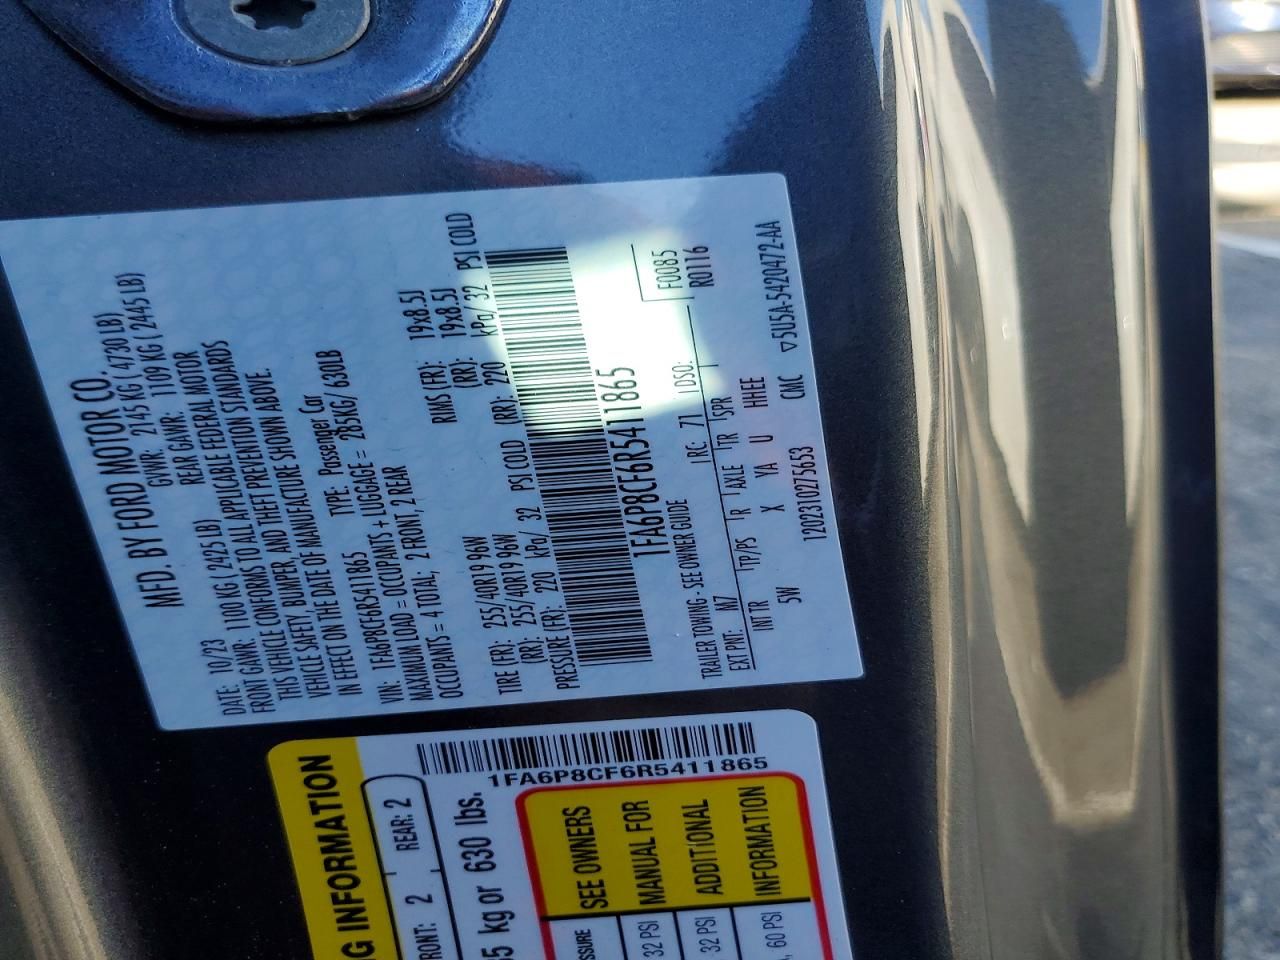 MFD. BY FORD MOTOR CO.
DATE: 10/23 GVWR: 2145 KG ( 4730 LB)
FRONT GAWR: 1100 KG ( 2425 LB) REAR GAWR: 1109 KG ( 2445 LB)
THIS VEHICLE CONFORMS TO ALL APPLICABLE FEDERAL MOTOR
VEHICLE SAFETY, BUMPER, AND THEFT PREVENTION STANDARDS
IN EFFECT ON THE DATE OF MANUFACTURE SHOWN ABOVE.
VIN: 1FA6P8CF6R5411865 TYPE: Passenger Car
MAXIMUM LOAD = OCCUPANTS + LUGGAGE = 285KG/ 630LB
OCCUPANTS = 4 TOTAL; 2 FRONT, 2 REAR
TIRE (FR): 255/40R19 96W RIMS (FR): 19x8.5J
(RR): 255/40R19 96W (RR): 19x8.5J
PRESSURE (FR): 220 kPa/ 32 PSI COLD (RR): 220 kPa/ 32 PSI COLD
1FA6P8CF6R5411865
TRAILER TOWING - SEE OWNER GUIDE F0085
EXT PNT: M7 RC: 71 DSO: R0116
INT TR TP/PS R AXLE TR SPR
5W X YA U HHEE
1202310275653 CMC ▽5U5A-5420472-AA
1FA6P8CF6R5411865
G INFORMATION
FRONT: 2 REAR: 2
85 kg or 630 lbs.
SSURE SEE OWNERS
32 PSI MANUAL FOR
32 PSI ADDITIONAL
, 60 PSI INFORMATION